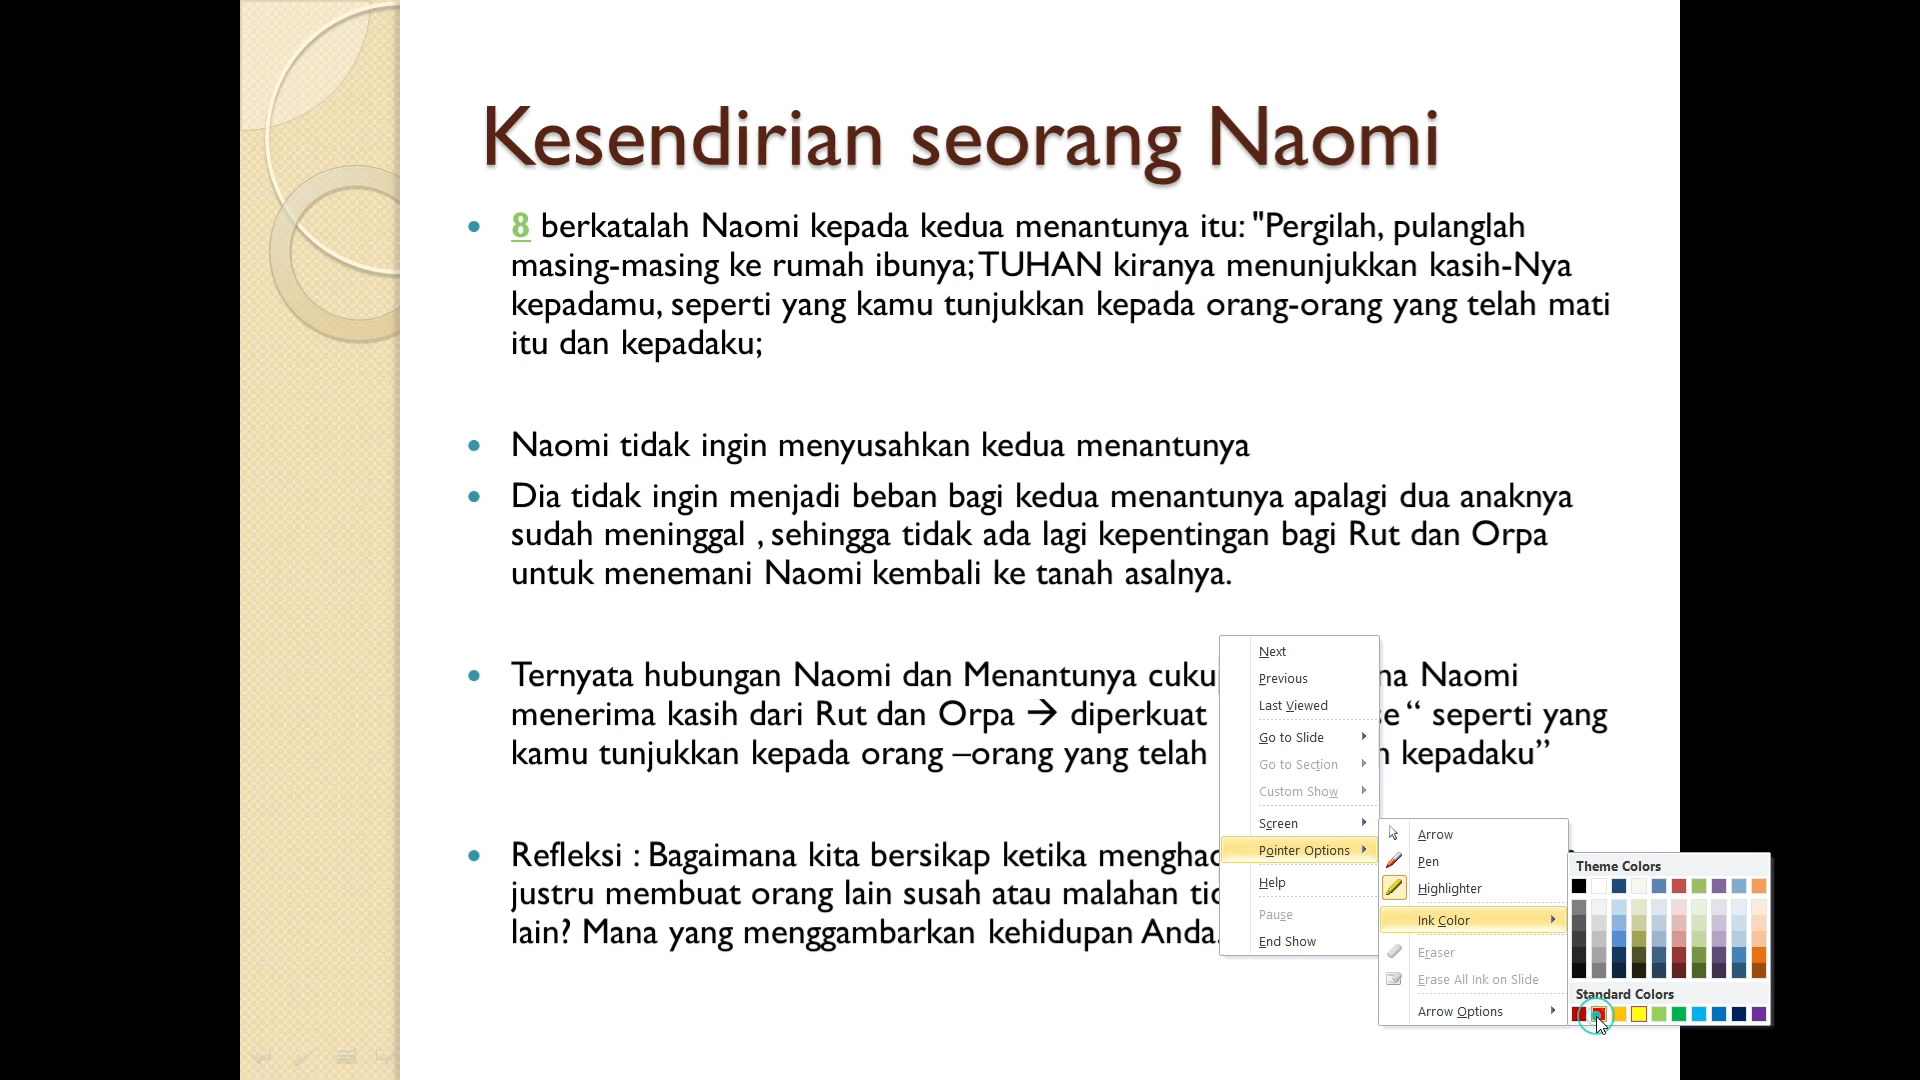 Kesendirian seorang Naomi
8 berkatalah Naomi kepada kedua menantunya itu: "Pergilah, pulanglah
masing-masing ke rumah ibunya; TUHAN kiranya menunjukkan kasih-Nya
kepadamu, seperti yang kamu tunjukkan kepada orang-orang yang telah mati
itu dan kepadaku;
Naomi tidak ingin menyusahkan kedua menantunya
Dia tidak ingin menjadi beban bagi kedua menantunya apalagi dua anaknya
sudah meninggal , sehingga tidak ada lagi kepentingan bagi Rut dan Orpa
untuk menemani Naomi kembali ke tanah asalnya.
Ternyata hubungan Naomi dan Menantunya Naomi
menerima kasih dari Rut dan Orpa → diperkuat “ seperti yang
kamu tunjukkan kepada orang –orang yang telah kepadaku”
Refleksi : Bagaimana kita bersikap ketika
justru membuat orang lain susah atau malahan
lain? Mana yang menggambarkan kehidupan Anda.
Next
Previous
Last Viewed
Go to Slide
Go to Section
Custom Show
Screen
Pointer Options
Help
Pause
End Show
Arrow
Pen
Highlighter
Ink Color
Eraser
Erase All Ink on Slide
Arrow Options
Theme Colors
Standard Colors